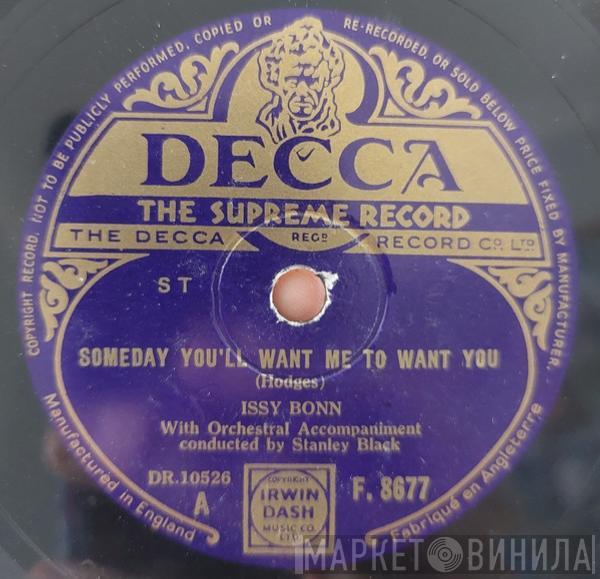 COPYRIGHT RECORD. NOT TO BE PUBLICLY PERFORMED, COPIED OR RE-RECORDED, OR SOLD BELOW PRICE FIXED BY MANUFACTURER.
DECCA
THE SUPREME RECORD
THE DECCA REGD RECORD CO. LTD
ST
SOMEDAY YOU'LL WANT ME TO WANT YOU
(Hodges)
ISSY BONN
With Orchestral Accompaniment
conducted by Stanley Black
DR.10526
A
COPYRIGHT
IRWIN
DASH
MUSIC CO.
LTD.
F. 8677
Manufactured in England
Fabriqué en Angleterre
МАРКЕТ ВИНИЛА